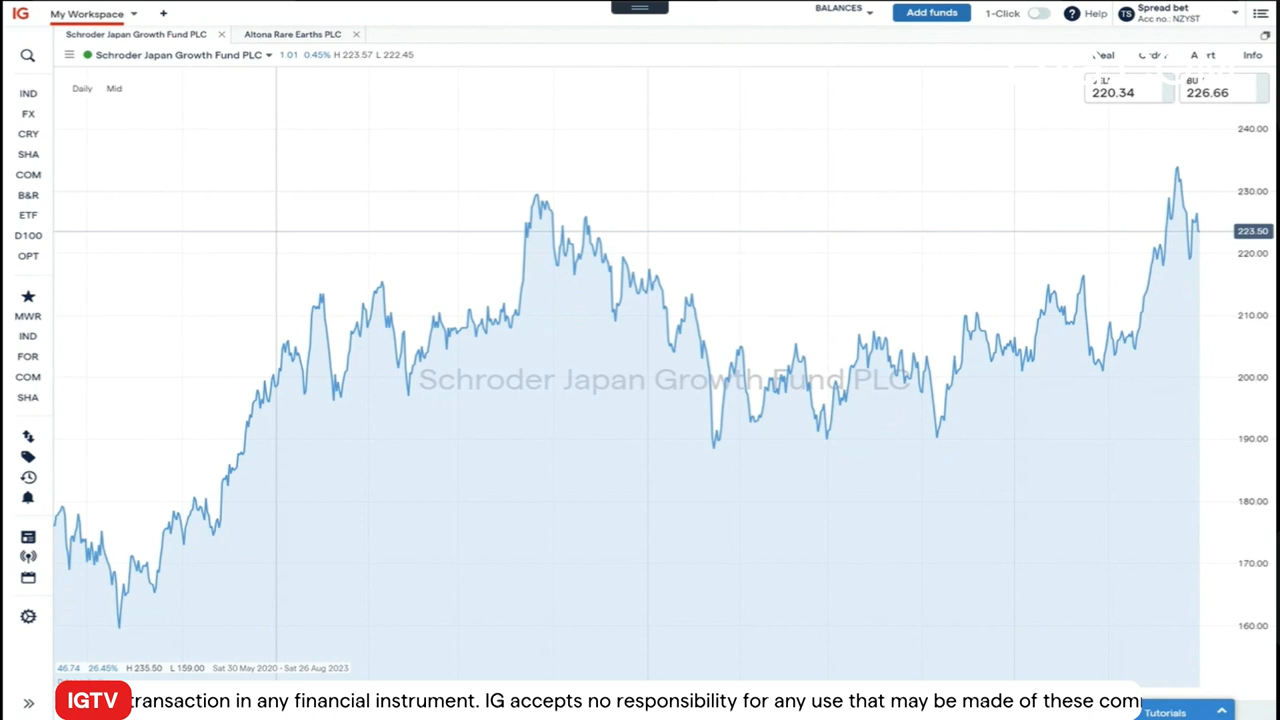 IG My Workspace + BALANCES Add funds 1-Click Help TS Spread bet
Acc no.: NZYST
Schroder Japan Growth Fund PLC × Altona Rare Earths PLC ×
Schroder Japan Growth Fund PLC 1.01 0.45% H 223.57 L 222.45 Info
Daily Mid
220.34 226.66
IND
FX
CRY
SHA
COM
B&R
ETF
D100
OPT
MWR
IND
FOR
COM
SHA
240.00
230.00
223.50
220.00
210.00
200.00
190.00
180.00
170.00
160.00
Schroder Japan Growth Fund PLC
46.74 26.45% H 235.50 L 159.00 Sat 30 May 2020 - Sat 26 Aug 2023
IGTV transaction in any financial instrument. IG accepts no responsibility for any use that may be made of these com
Tutorials